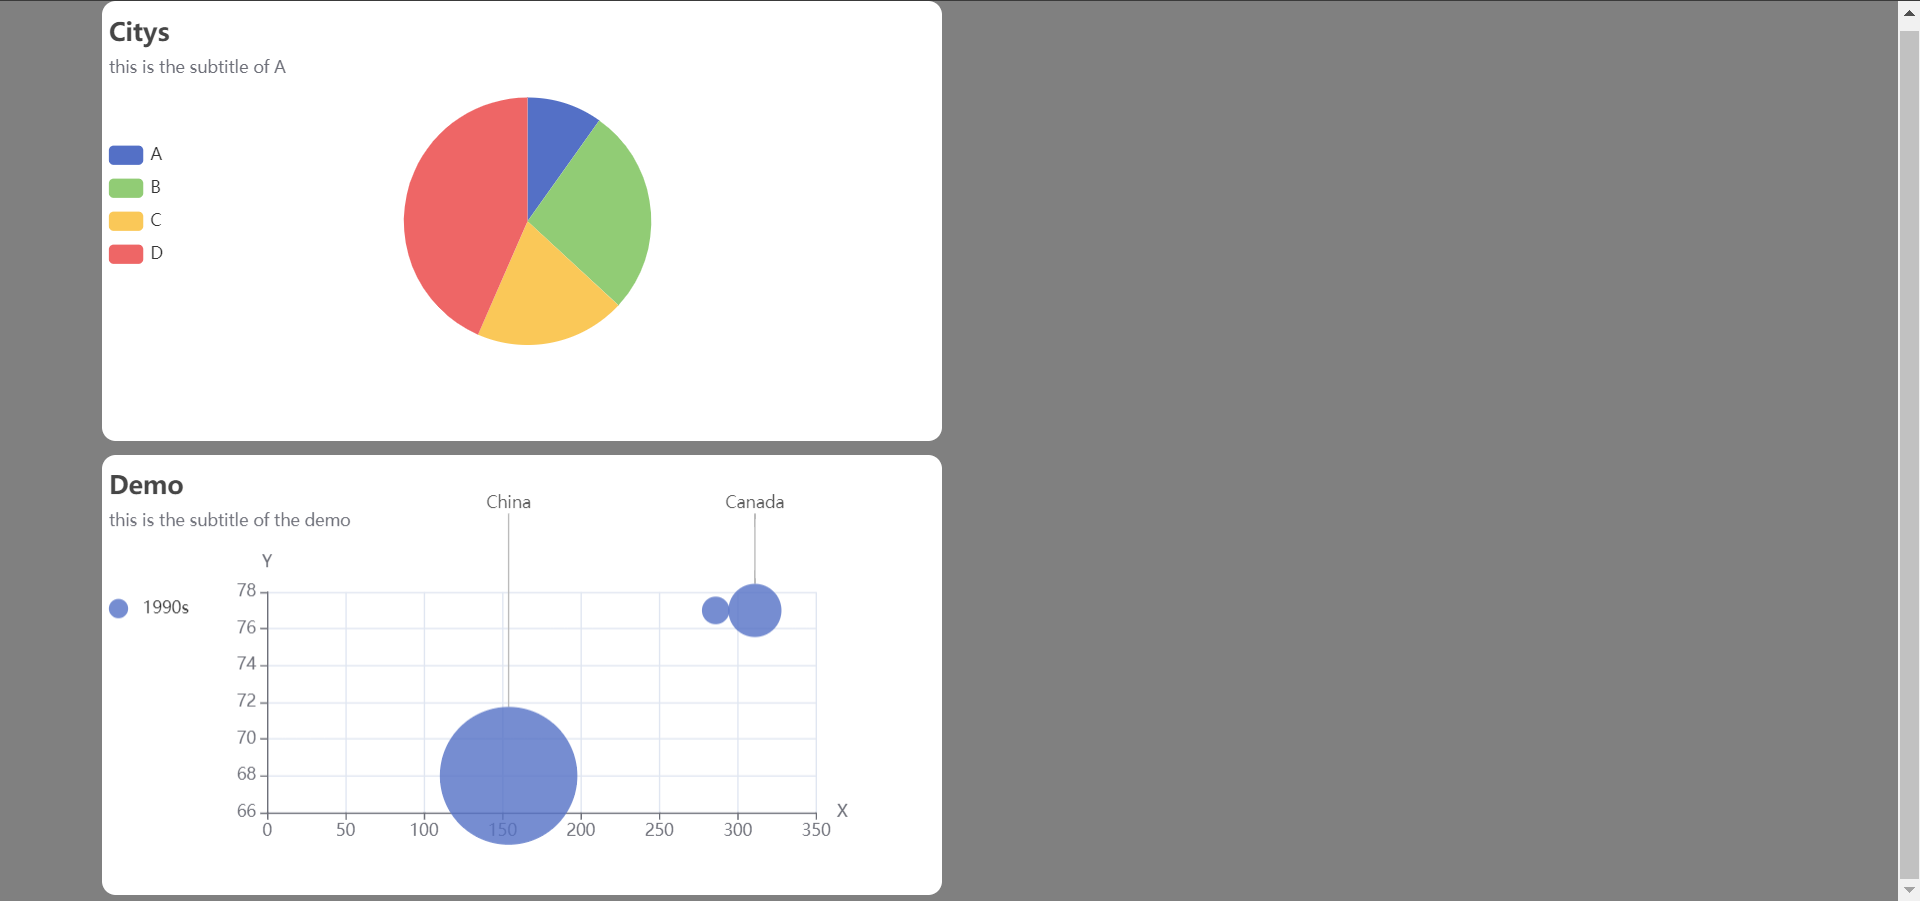 Citys
this is the subtitle of A
A
B
C
D
Demo
this is the subtitle of the demo
China
Canada
Y
1990s
78
76
74
72
70
68
66
X
0 50 100 150 200 250 300 350